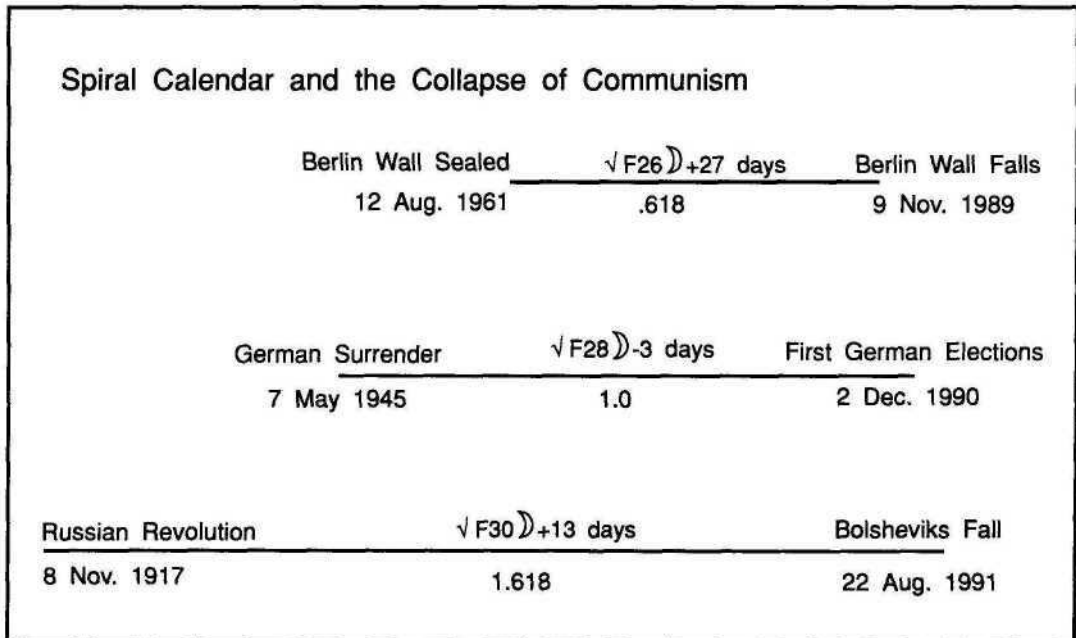 Spiral Calendar and the Collapse of Communism
Berlin Wall Sealed √F26☽+27 days Berlin Wall Falls
12 Aug. 1961 .618 9 Nov. 1989
German Surrender √F28☽-3 days First German Elections
7 May 1945 1.0 2 Dec. 1990
Russian Revolution √F30☽+13 days Bolsheviks Fall
8 Nov. 1917 1.618 22 Aug. 1991